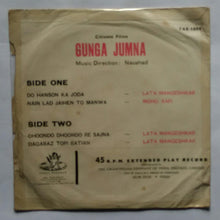 TAE-1089
Citizens Films
GUNGA JUMNA
Music Direction: Naushad
SIDE ONE
DO HANSON KA JODA – LATA MANGESHKAR
NAIN LAD JAIHEN TO MANWA – MOHD. RAFI
SIDE TWO
DHOONDO DHOONDO RE SAJNA – LATA MANGESHKAR
DAGABAZ TORI BATIAN – LATA MANGESHKAR
45 R.P.M. EXTENDED PLAY RECORD